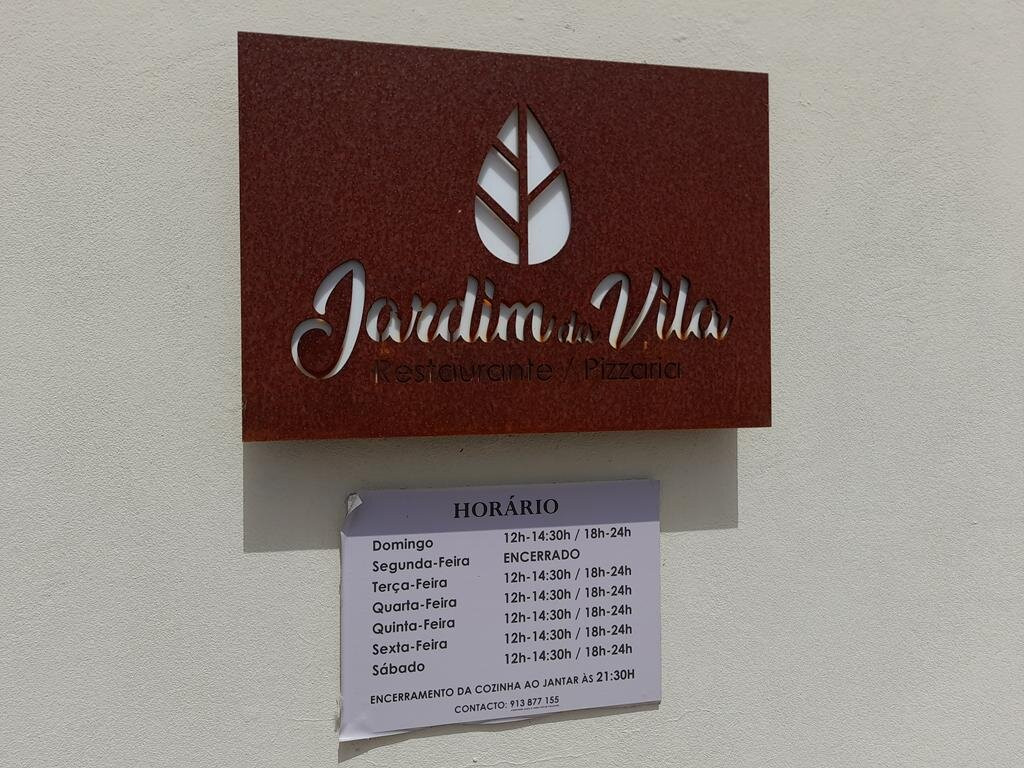 Jardim da Vila
Restaurante / Pizzaria
HORÁRIO
Domingo 12h-14:30h / 18h-24h
Segunda-Feira ENCERRADO
Terça-Feira 12h-14:30h / 18h-24h
Quarta-Feira 12h-14:30h / 18h-24h
Quinta-Feira 12h-14:30h / 18h-24h
Sexta-Feira 12h-14:30h / 18h-24h
Sábado 12h-14:30h / 18h-24h
ENCERRAMENTO DA COZINHA AO JANTAR ÀS 21:30H
CONTACTO: 913 877 155